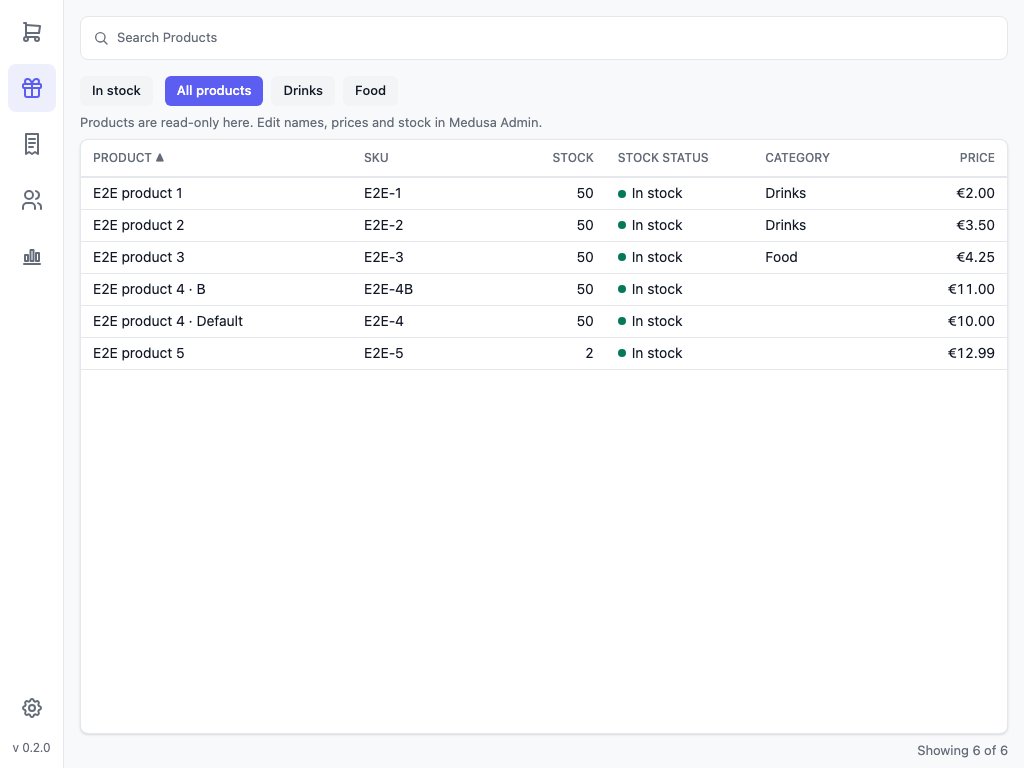 Search Products
In stock All products Drinks Food
Products are read-only here. Edit names, prices and stock in Medusa Admin.
PRODUCT ▲ SKU STOCK STOCK STATUS CATEGORY PRICE
E2E product 1 E2E-1 50 In stock Drinks €2.00
E2E product 2 E2E-2 50 In stock Drinks €3.50
E2E product 3 E2E-3 50 In stock Food €4.25
E2E product 4 · B E2E-4B 50 In stock €11.00
E2E product 4 · Default E2E-4 50 In stock €10.00
E2E product 5 E2E-5 2 In stock €12.99
v 0.2.0
Showing 6 of 6